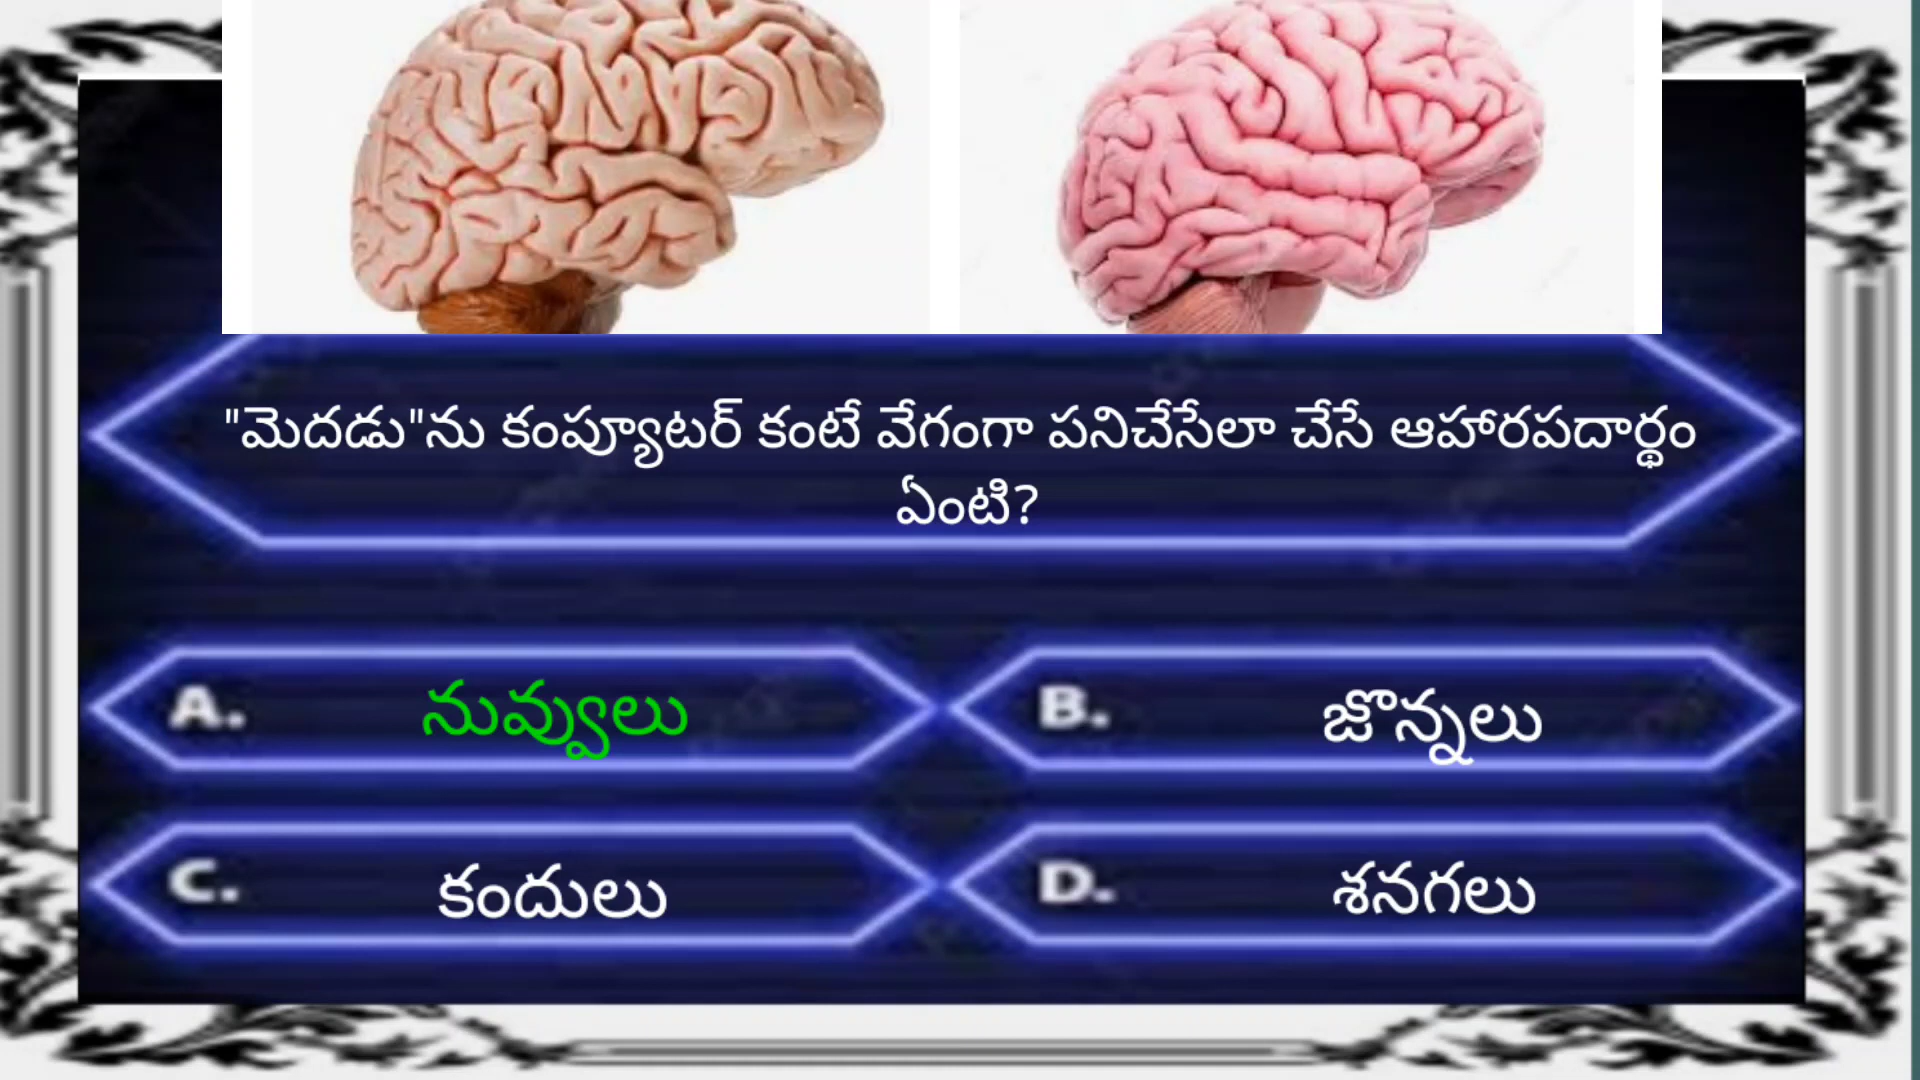 "మెదడు"ను కంప్యూటర్ కంటే వేగంగా పనిచేసేలా చేసే ఆహారపదార్థం
ఏంటి?
A. నువ్వులు
B. జొన్నలు
C. కందులు
D. శనగలు